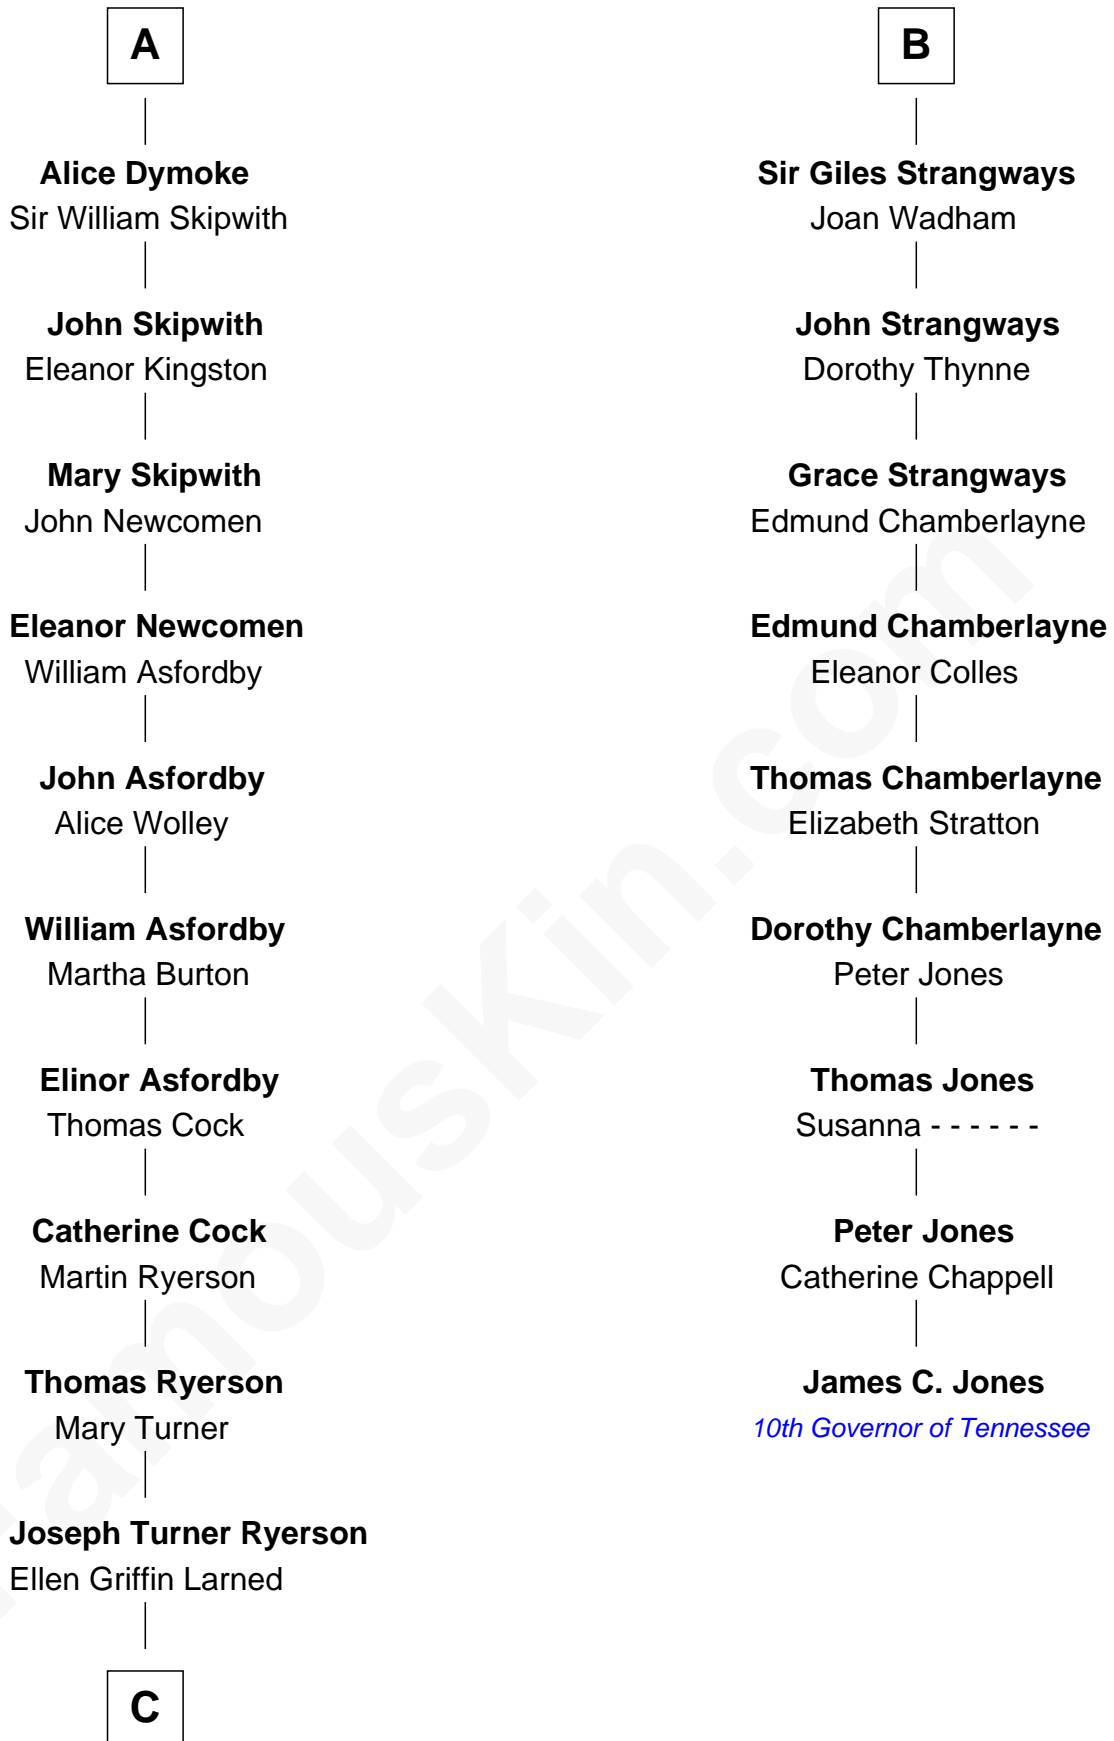 A
Alice Dymoke
Sir William Skipwith
John Skipwith
Eleanor Kingston
Mary Skipwith
John Newcomen
Eleanor Newcomen
William Asfordby
John Asfordby
Alice Wolley
William Asfordby
Martha Burton
Elinor Asfordby
Thomas Cock
Catherine Cock
Martin Ryerson
Thomas Ryerson
Mary Turner
Joseph Turner Ryerson
Ellen Griffin Larned
C
B
Sir Giles Strangways
Joan Wadham
John Strangways
Dorothy Thynne
Grace Strangways
Edmund Chamberlayne
Edmund Chamberlayne
Eleanor Colles
Thomas Chamberlayne
Elizabeth Stratton
Dorothy Chamberlayne
Peter Jones
Thomas Jones
Susanna - - - - - -
Peter Jones
Catherine Chappell
James C. Jones
10th Governor of Tennessee
FamousKin.com